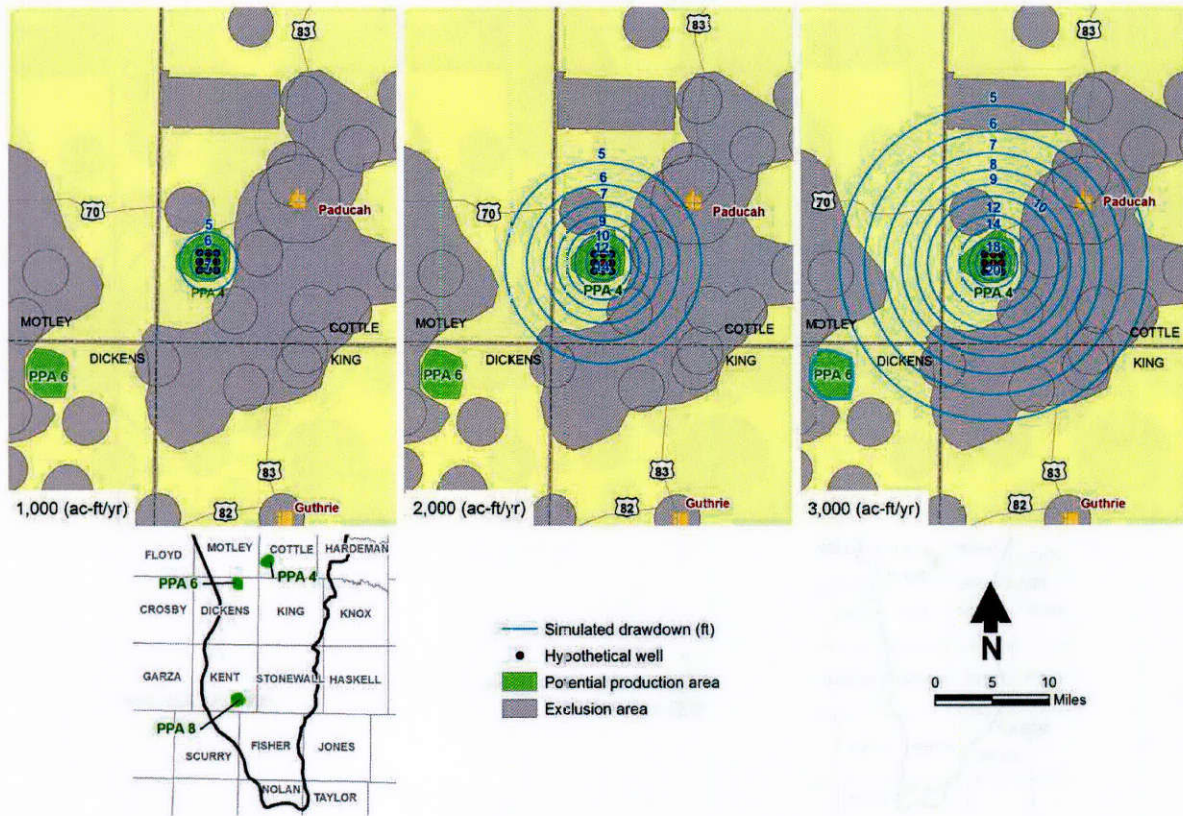 83
5
6
7
70
Paducah
PPA 4
MOTLEY
COTTLE
DICKENS
KING
PPA 6
83
82
Guthrie
1,000 (ac-ft/yr)
83
5
6
7
9
10
12
70
Paducah
PPA 4
MOTLEY
COTTLE
DICKENS
KING
PPA 6
83
82
Guthrie
2,000 (ac-ft/yr)
83
5
6
7
8
9
10
12
14
18
20
70
Paducah
PPA 4
MOTLEY
COTTLE
DICKENS
KING
PPA 6
83
82
Guthrie
3,000 (ac-ft/yr)
FLOYD
MOTLEY
COTTLE
HARDEMAN
PPA 4
PPA 6
CROSBY
DICKENS
KING
KNOX
GARZA
KENT
STONEWALL
HASKELL
PPA 8
SCURRY
FISHER
JONES
NOLAN
TAYLOR
Simulated drawdown (ft)
Hypothetical well
Potential production area
Exclusion area
N
0 5 10
Miles